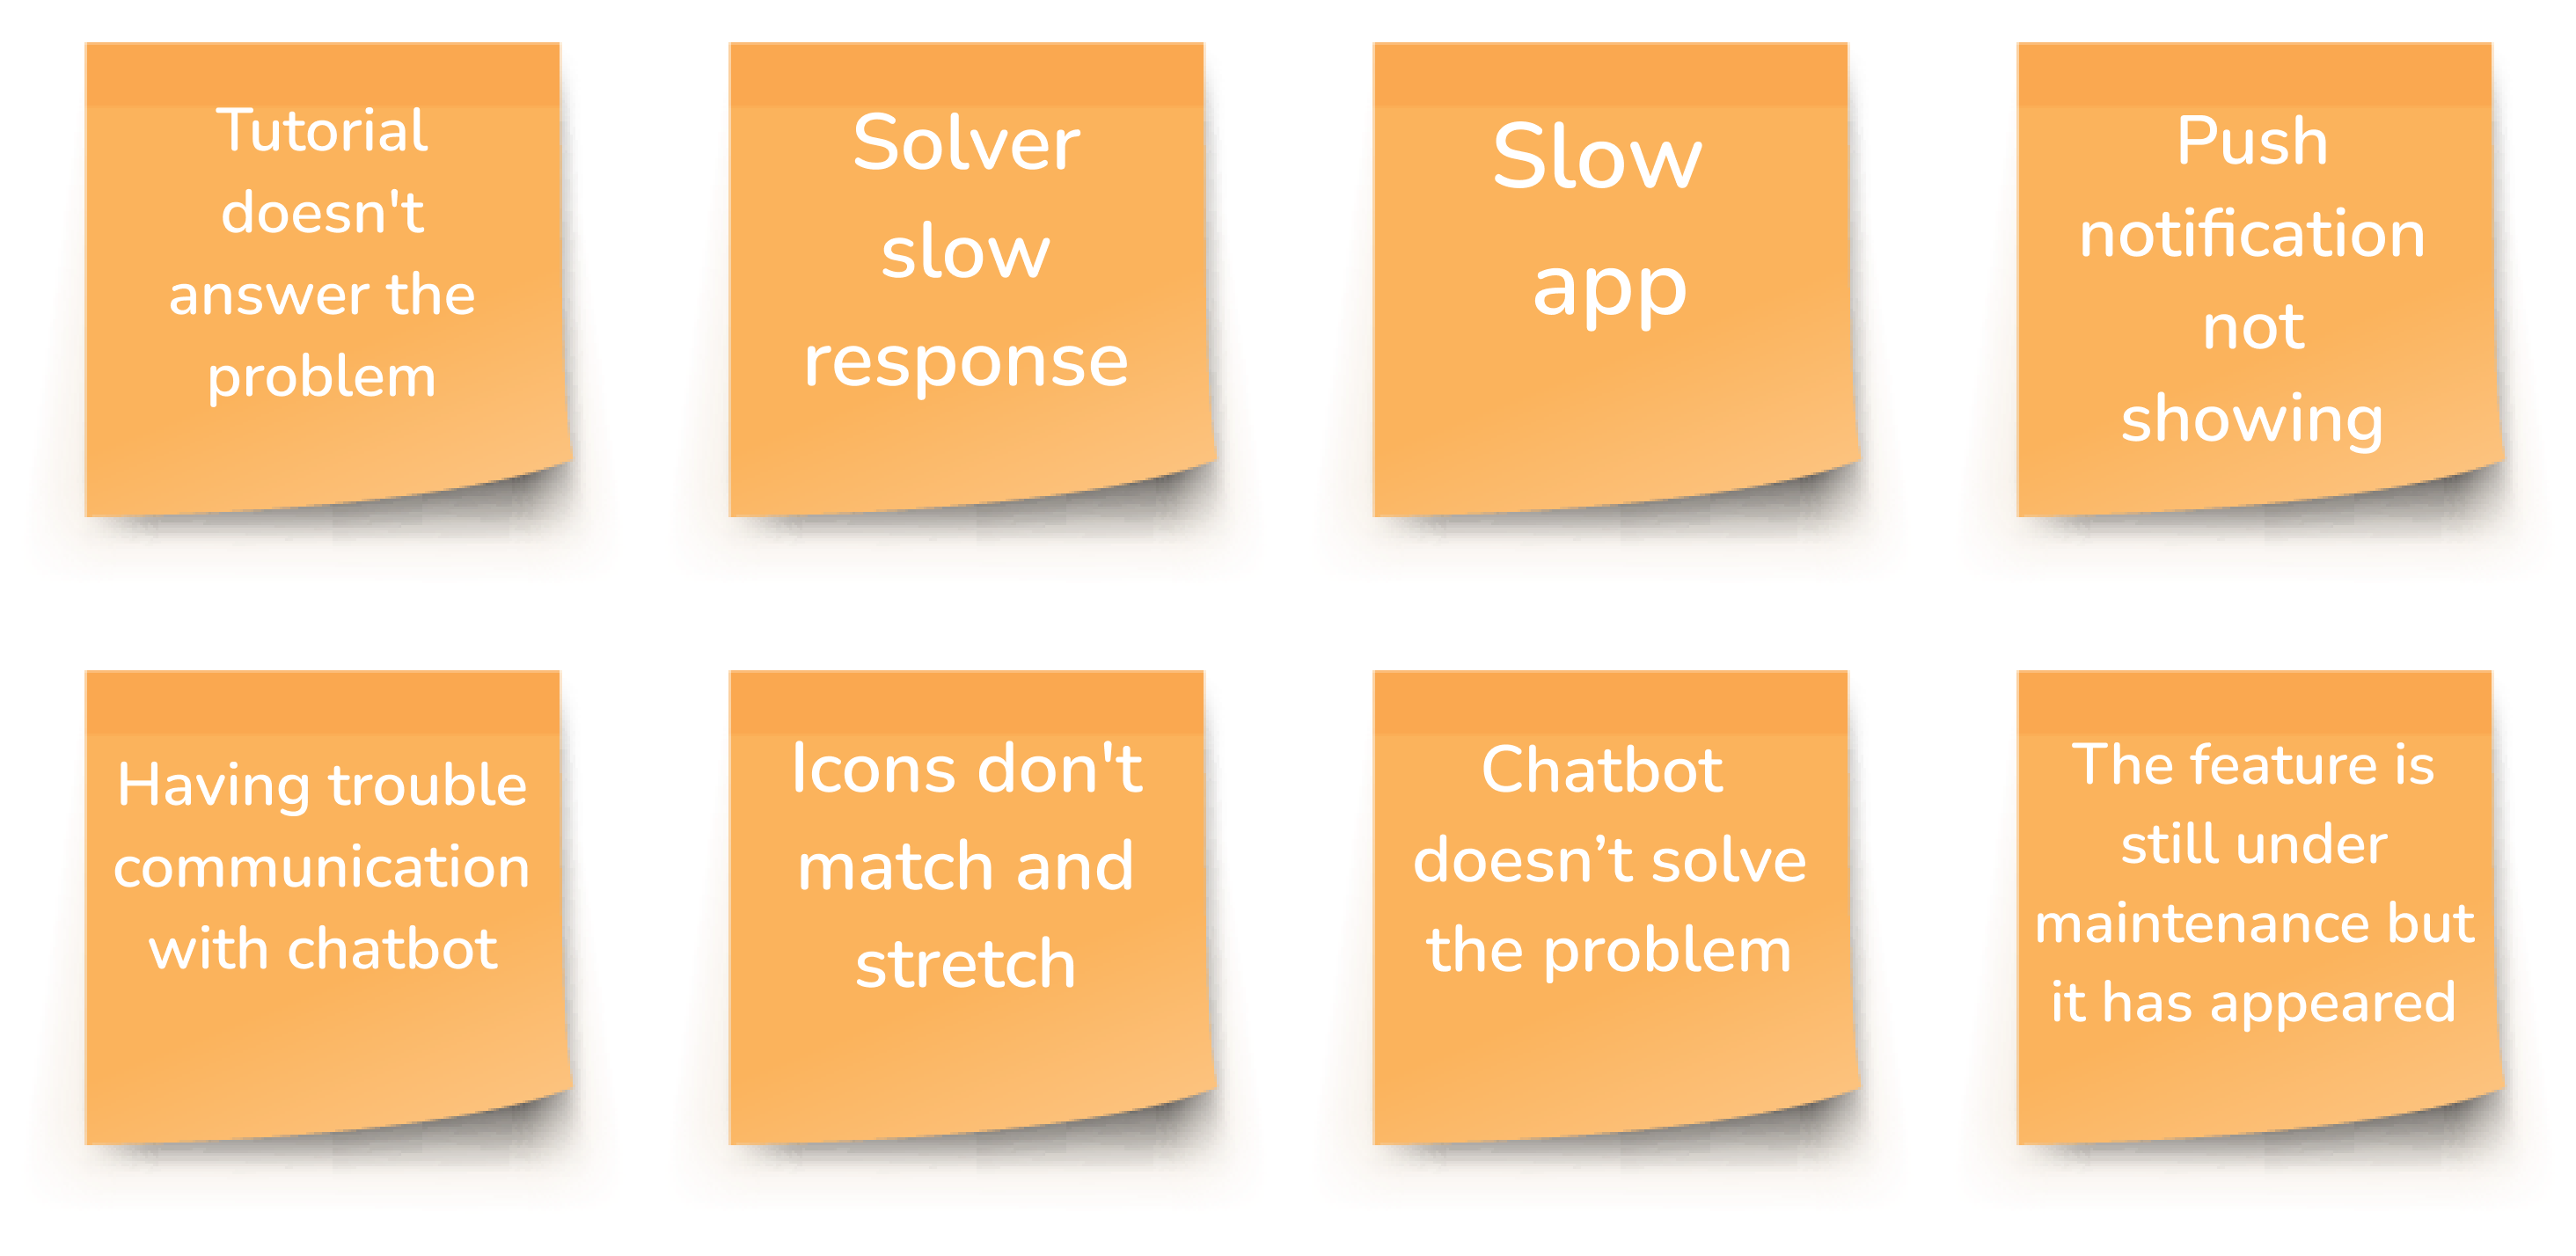 Tutorial
doesn't
answer the
problem
Solver
slow
response
Slow
app
Push
notification
not
showing
Having trouble
communication
with chatbot
Icons don't
match and
stretch
Chatbot
doesn’t solve
the problem
The feature is
still under
maintenance but
it has appeared